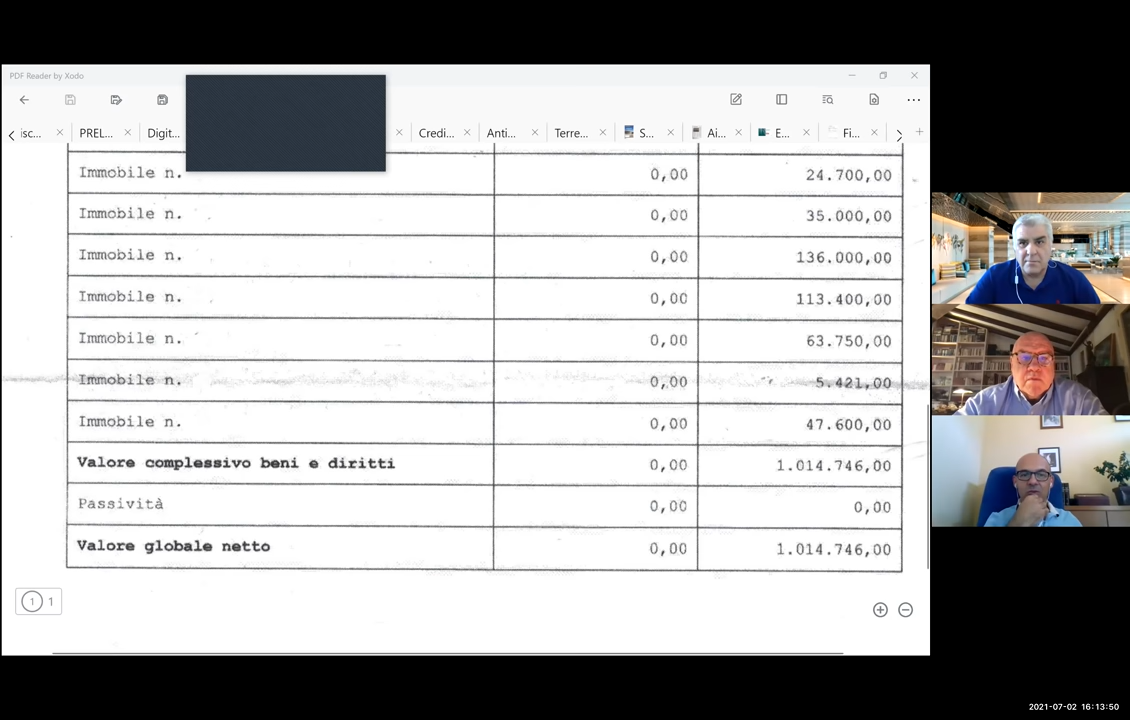 PDF Reader by Xodo
isc... PREL... Digit... Credi... Anti... Terre... S... Ai... E... Fi...
Immobile n. 0,00 24.700,00
Immobile n. 0,00 35.000,00
Immobile n. 0,00 136.000,00
Immobile n. 0,00 113.400,00
Immobile n. 0,00 63.750,00
Immobile n. 0,00 5.421,00
Immobile n. 0,00 47.600,00
Valore complessivo beni e diritti 0,00 1.014.746,00
Passività 0,00 0,00
Valore globale netto 0,00 1.014.746,00
1 1
2021-07-02 16:13:50